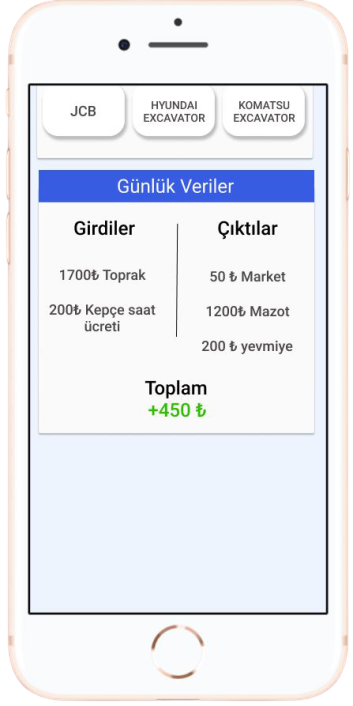 JCB
HYUNDAI
EXCAVATOR
KOMATSU
EXCAVATOR
Günlük Veriler
Girdiler
1700₺ Toprak
200₺ Kepçe saat
ücreti
Çıktılar
50 ₺ Market
1200₺ Mazot
200 ₺ yevmiye
Toplam
+450 ₺